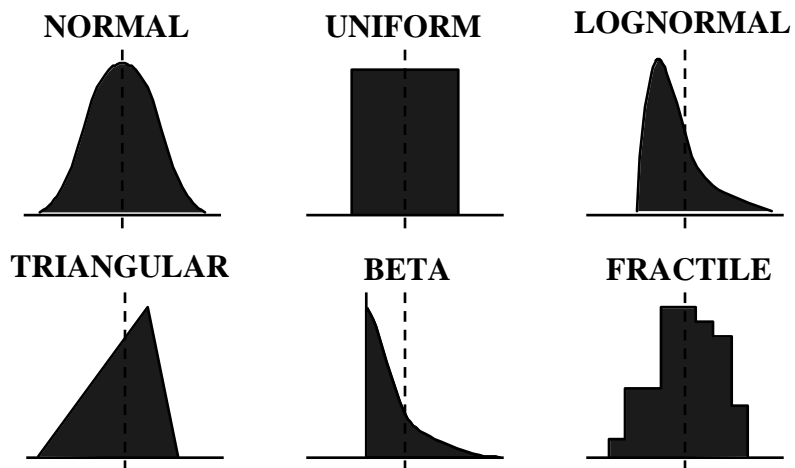 NORMAL
UNIFORM
LOGNORMAL
TRIANGULAR
BETA
FRACTILE